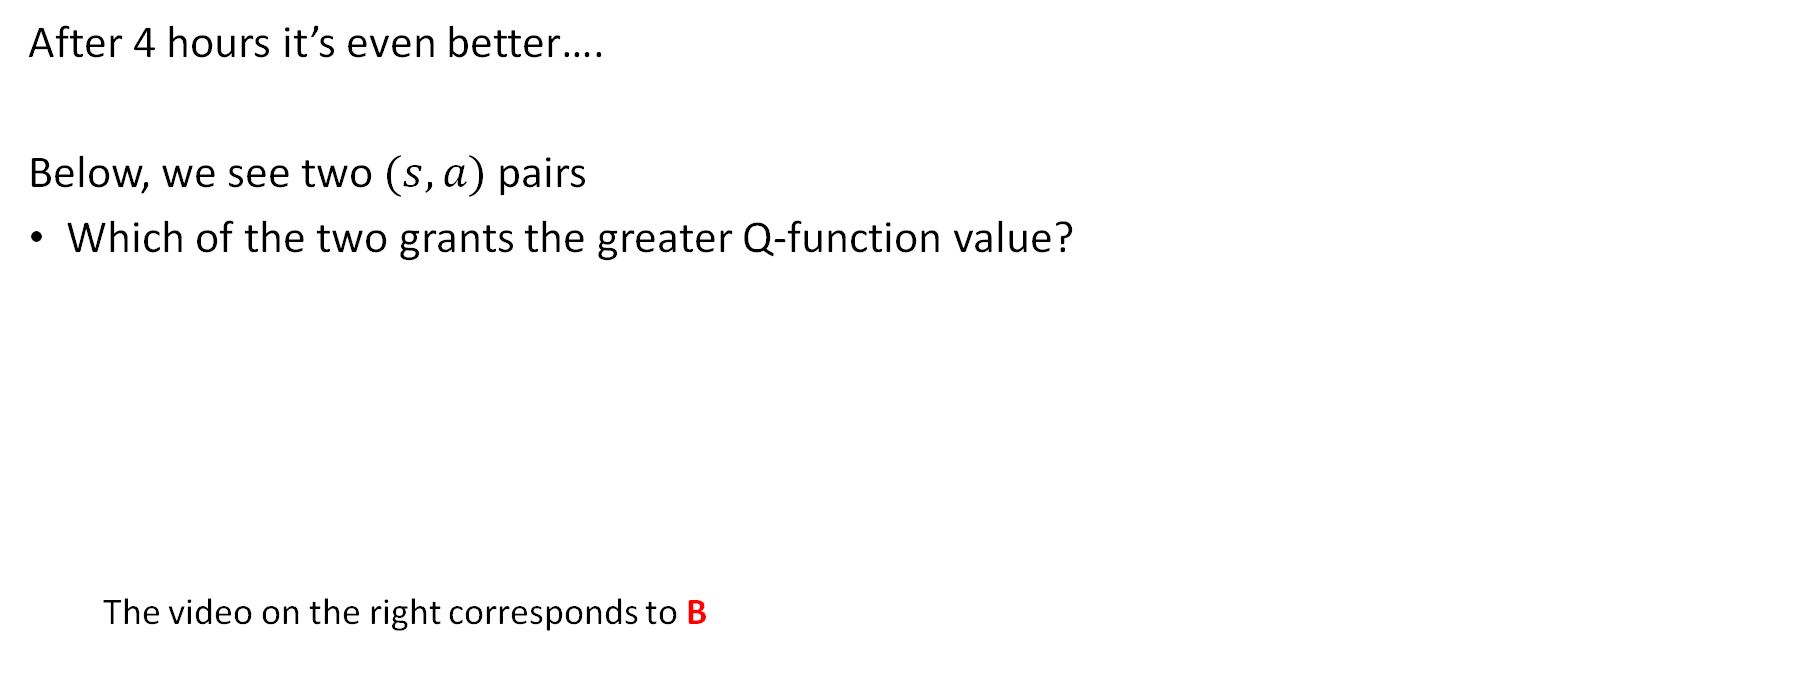 After 4 hours it’s even better….
Below, we see two (s, a) pairs
• Which of the two grants the greater Q-function value?
The video on the right corresponds to B